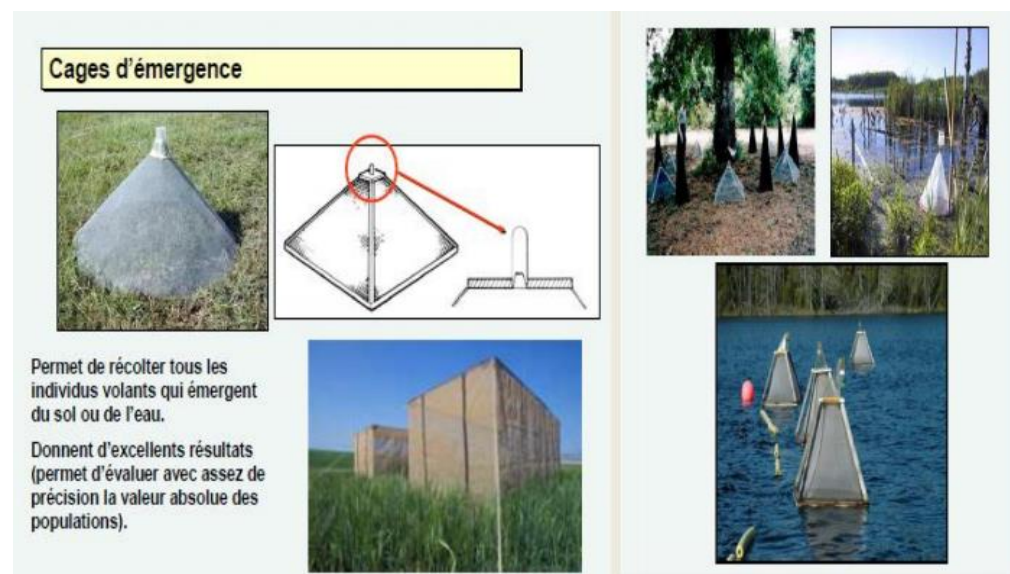 Cages d'émergence
Permet de récolter tous les
individus volants qui émergent
du sol ou de l'eau.
Donnent d'excellents résultats
(permet d'évaluer avec assez de
précision la valeur absolue des
populations).